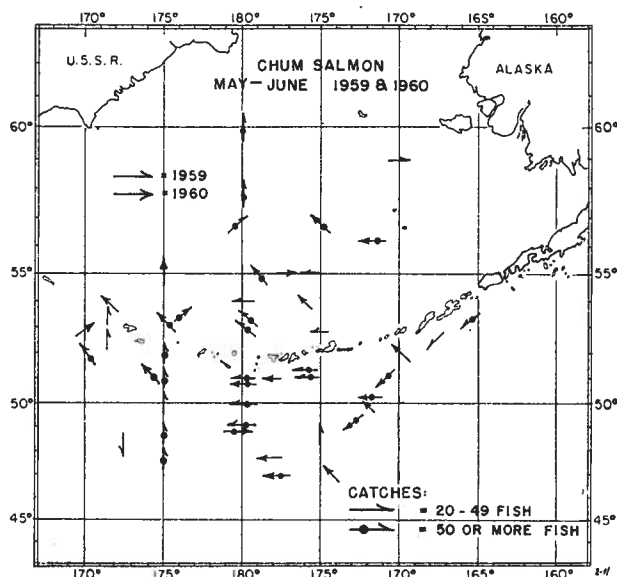 170° 175° 180° 175° 170° 165° 160°
U.S.S.R.
CHUM SALMON
MAY-JUNE 1959 & 1960
ALASKA
60° 60°
= 1959
= 1960
55° 55°
50° 50°
CATCHES:
= 20-49 FISH
= 50 OR MORE FISH
45° 45°
170° 175° 180° 175° 170° 165° 160°